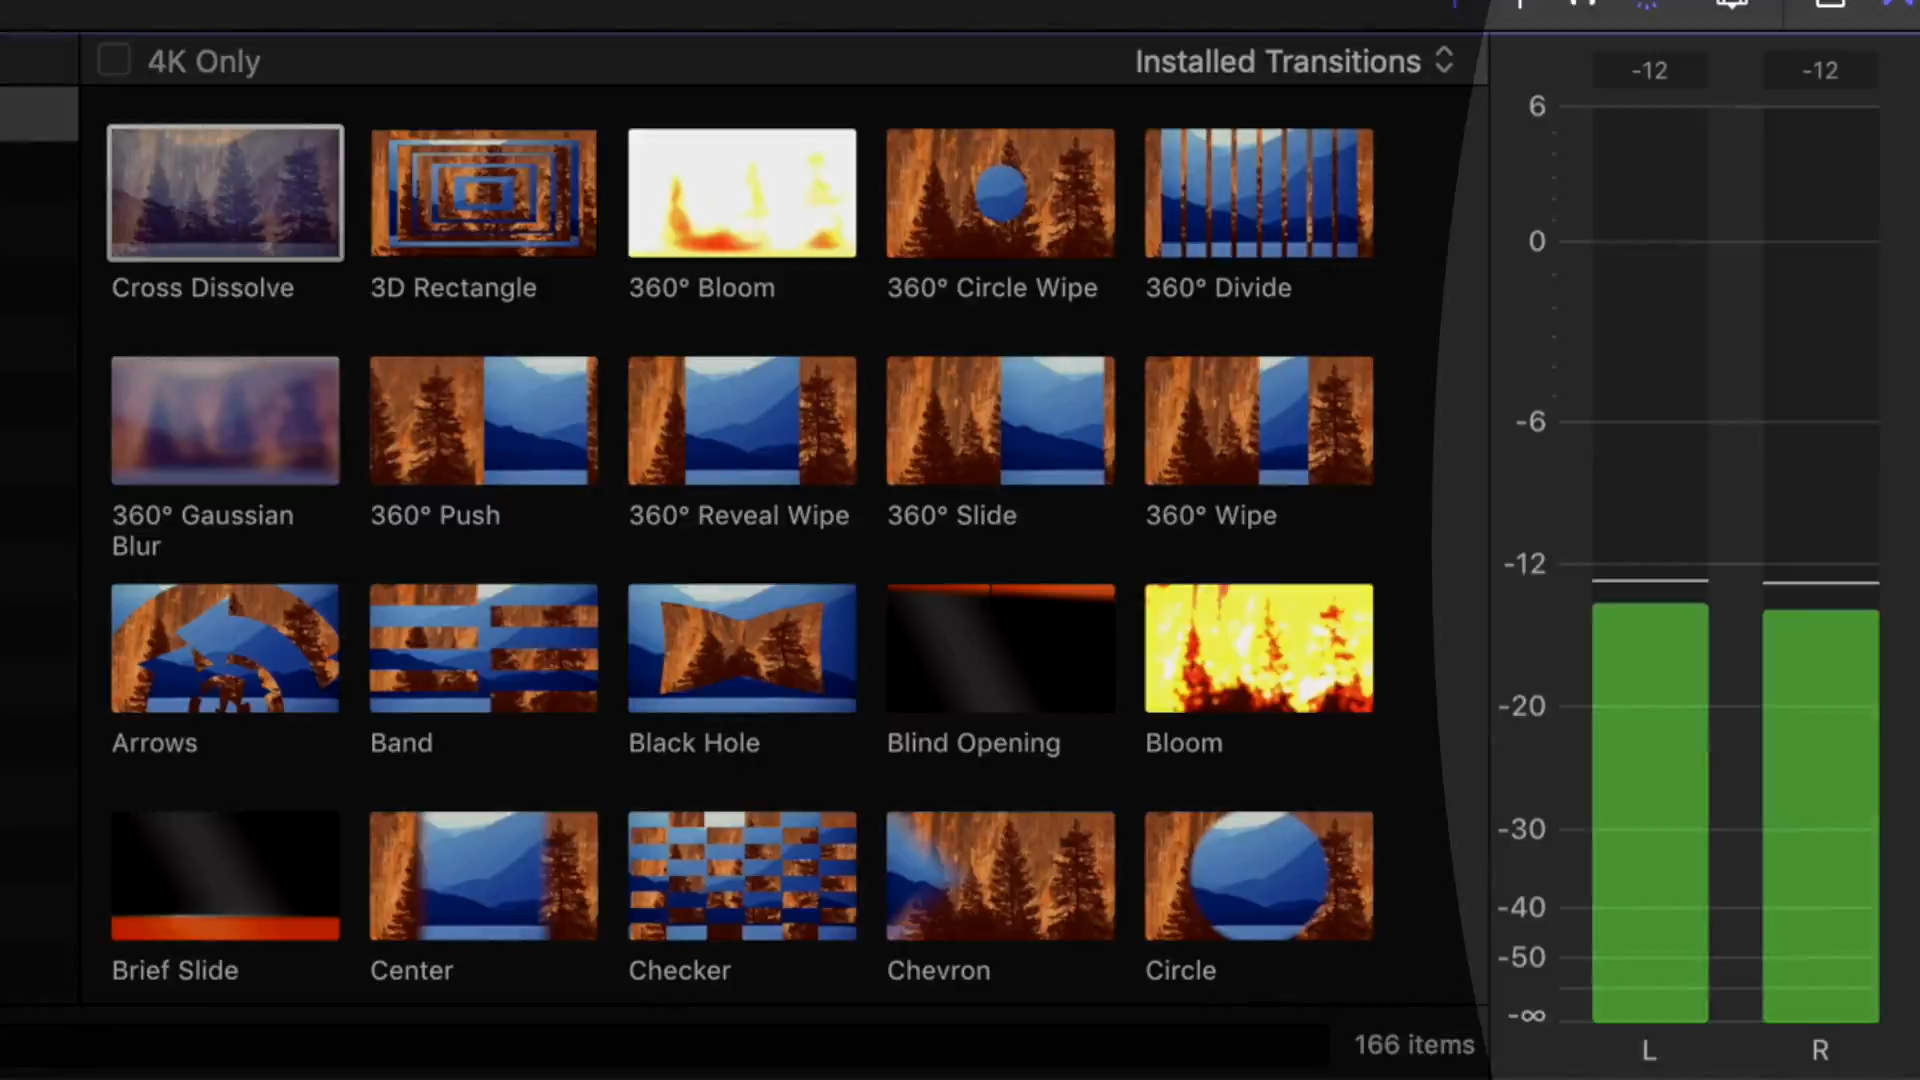 4K Only
Installed Transitions
Cross Dissolve
3D Rectangle
360° Bloom
360° Circle Wipe
360° Divide
360° Gaussian
Blur
360° Push
360° Reveal Wipe
360° Slide
360° Wipe
Arrows
Band
Black Hole
Blind Opening
Bloom
Brief Slide
Center
Checker
Chevron
Circle
166 items
-12
-12
6
0
-6
-12
-20
-30
-40
-50
-∞
L
R